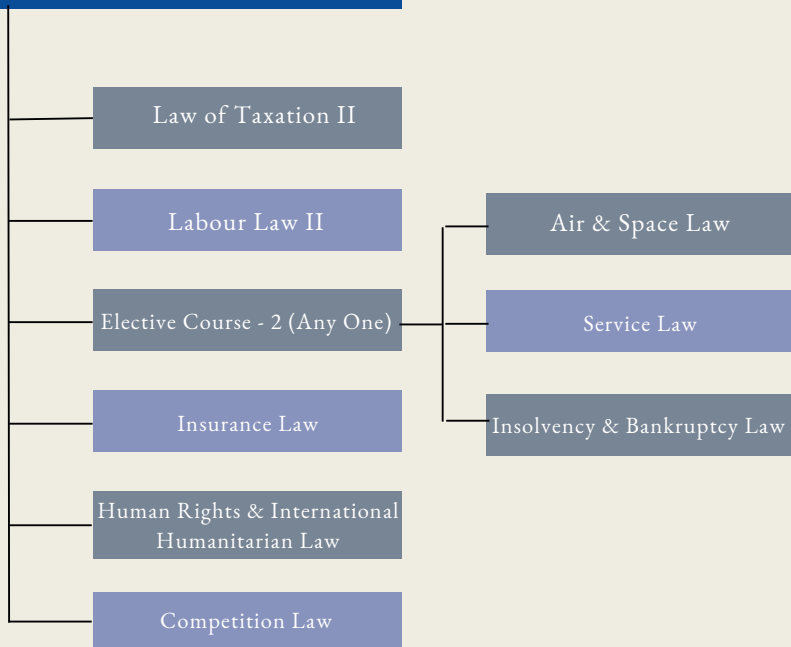 Law of Taxation II
Labour Law II
Elective Course - 2 (Any One)
Insurance Law
Human Rights & International
Humanitarian Law
Competition Law
Air & Space Law
Service Law
Insolvency & Bankruptcy Law